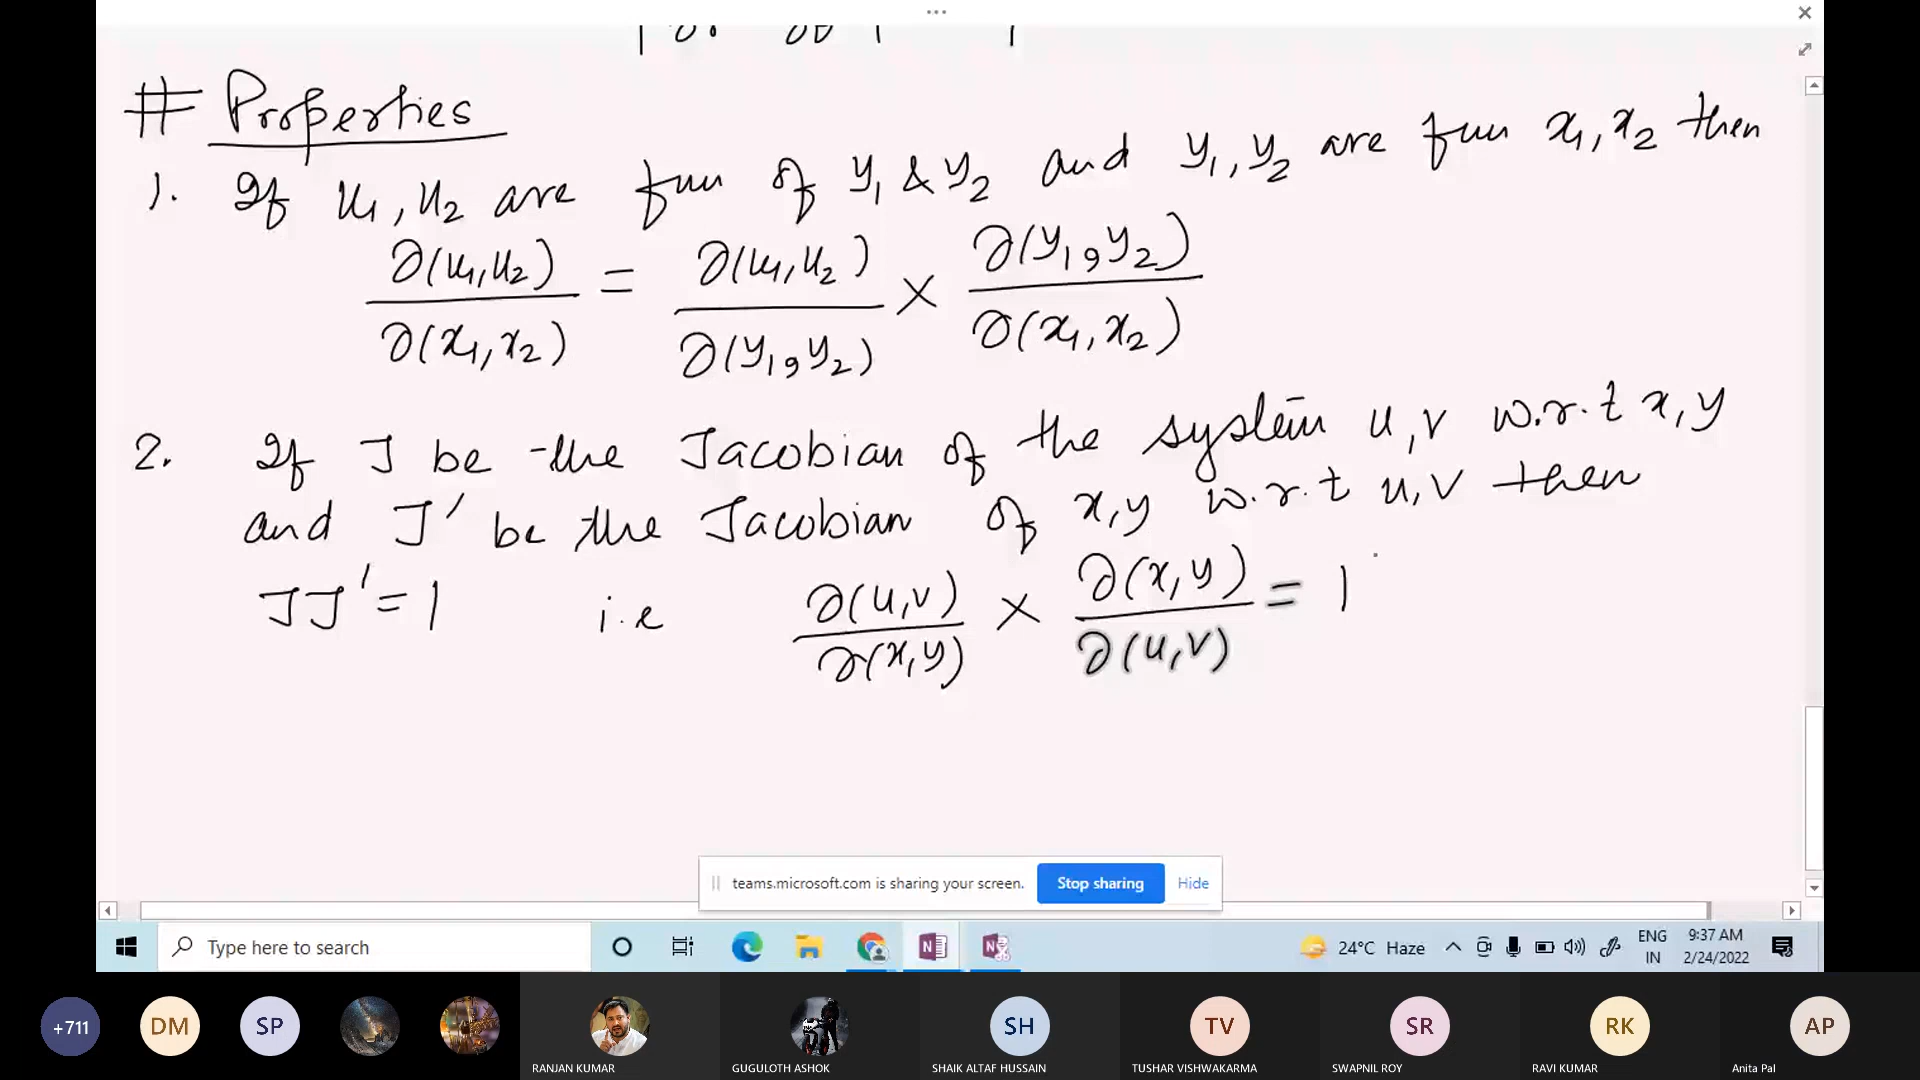 # Properties
1. If u₁, u₂ are fun of y₁ & y₂ and y₁, y₂ are fun x₁, x₂ then
∂(u₁,u₂)/∂(x₁,x₂) = ∂(u₁,u₂)/∂(y₁,y₂) × ∂(y₁,y₂)/∂(x₁,x₂)
2. If J be the Jacobian of the system u,v w.r.t x,y
and J' be the Jacobian of x,y w.r.t u,v then
JJ' = 1 i.e ∂(u,v)/∂(x,y) × ∂(x,y)/∂(u,v) = 1
teams.microsoft.com is sharing your screen. Stop sharing Hide
Type here to search
24°C Haze
ENG
IN
9:37 AM
2/24/2022
+711 DM SP SH TV SR RK AP
RANJAN KUMAR GUGULOTH ASHOK SHAIK ALTAF HUSSAIN TUSHAR VISHWAKARMA SWAPNIL ROY RAVI KUMAR Anita Pal